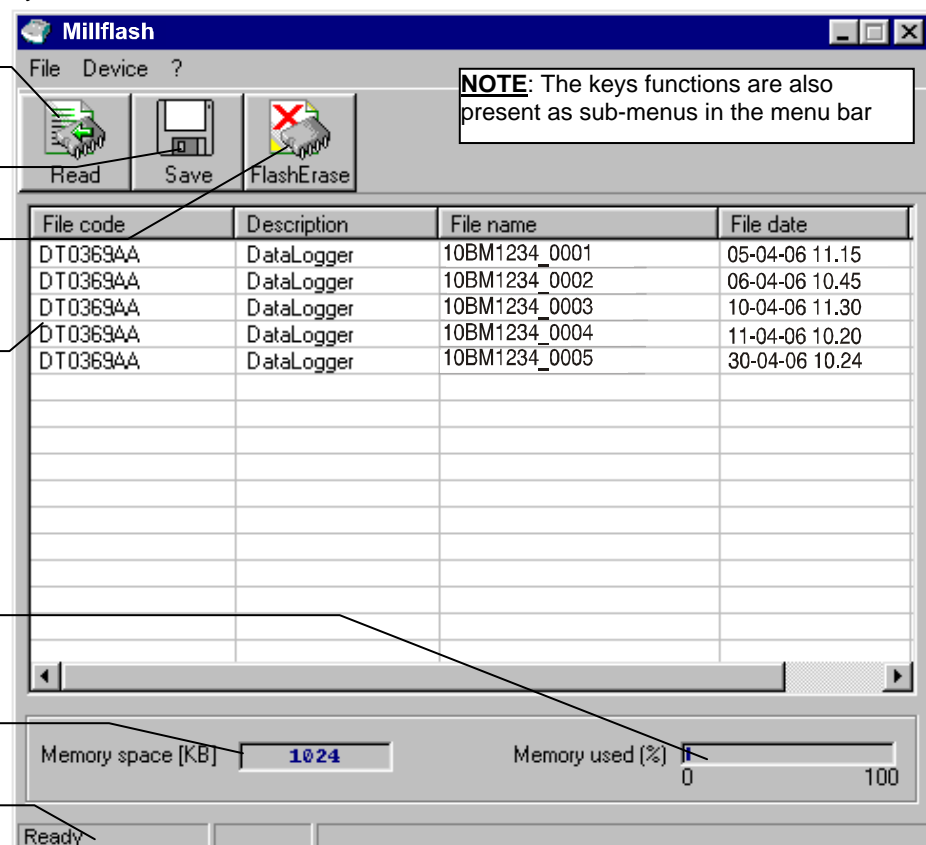 Millflash
File Device ?
NOTE: The keys functions are also
present as sub-menus in the menu bar
Read Save FlashErase
File code Description File name File date
DT0369AA DataLogger 10BM1234_0001 05-04-06 11.15
DT0369AA DataLogger 10BM1234_0002 06-04-06 10.45
DT0369AA DataLogger 10BM1234_0003 10-04-06 11.30
DT0369AA DataLogger 10BM1234_0004 11-04-06 10.20
DT0369AA DataLogger 10BM1234_0005 30-04-06 10.24
Memory space [KB] 1024 Memory used (%)
0 100
Ready